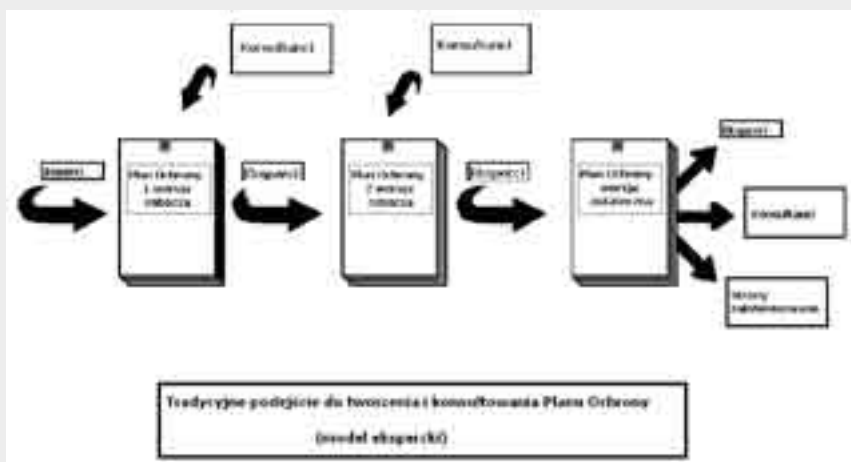 Konsultanci
Konsultanci
Eksperci
Eksperci
Eksperci
Eksperci
Plan Ochrony
1 wersja
robocza
Plan Ochrony
2 wersja
robocza
Plan Ochrony
wersja
ostateczna
Konsultanci
Strony
zainteresowane
Tradycyjne podejście do tworzenia i konsultowania Planu Ochrony
(model ekspercki)